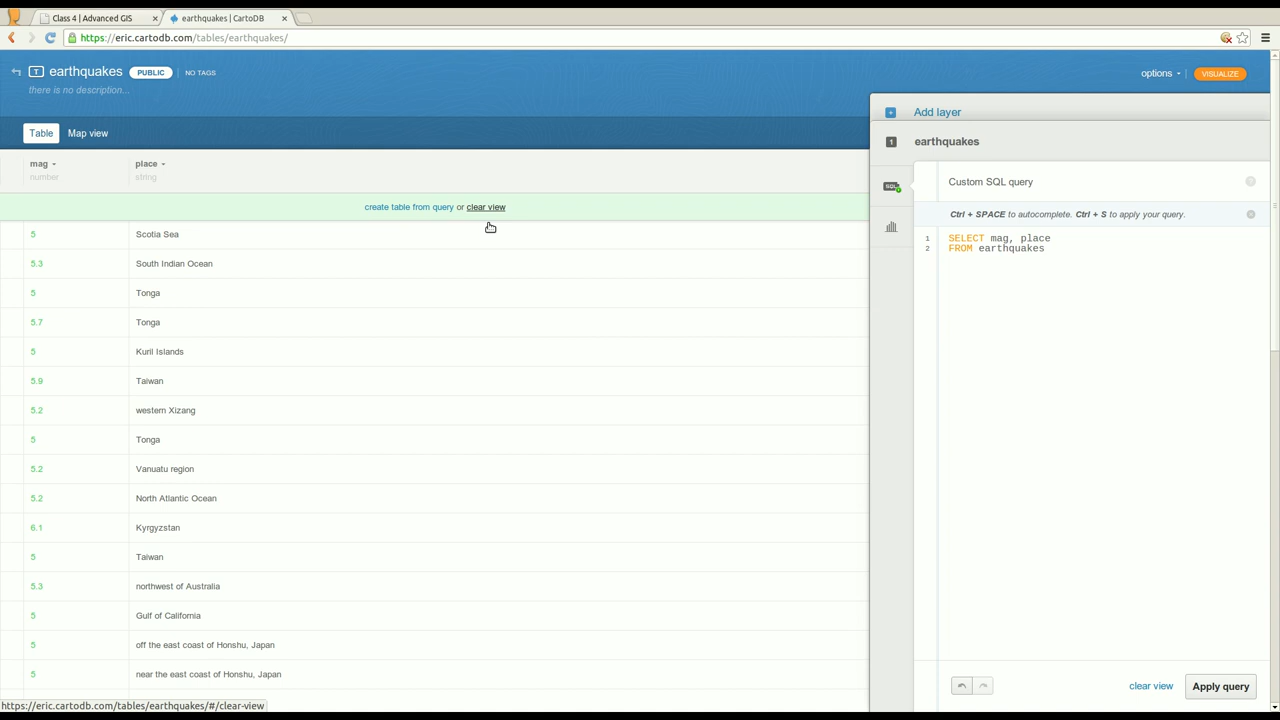 Class 4 | Advanced GIS
earthquakes | CartoDB
https://eric.cartodb.com/tables/earthquakes/
T earthquakes PUBLIC NO TAGS
there is no description...
options
VISUALIZE
Table Map view
mag place
number string
create table from query or clear view
5 Scotia Sea
5.3 South Indian Ocean
5 Tonga
5.7 Tonga
5 Kuril Islands
5.9 Taiwan
5.2 western Xizang
5 Tonga
5.2 Vanuatu region
5.2 North Atlantic Ocean
6.1 Kyrgyzstan
5 Taiwan
5.3 northwest of Australia
5 Gulf of California
5 off the east coast of Honshu, Japan
5 near the east coast of Honshu, Japan
https://eric.cartodb.com/tables/earthquakes/#/clear-view
Add layer
1 earthquakes
SQL
Custom SQL query ?
Ctrl + SPACE to autocomplete. Ctrl + S to apply your query.
1 SELECT mag, place
2 FROM earthquakes
clear view Apply query